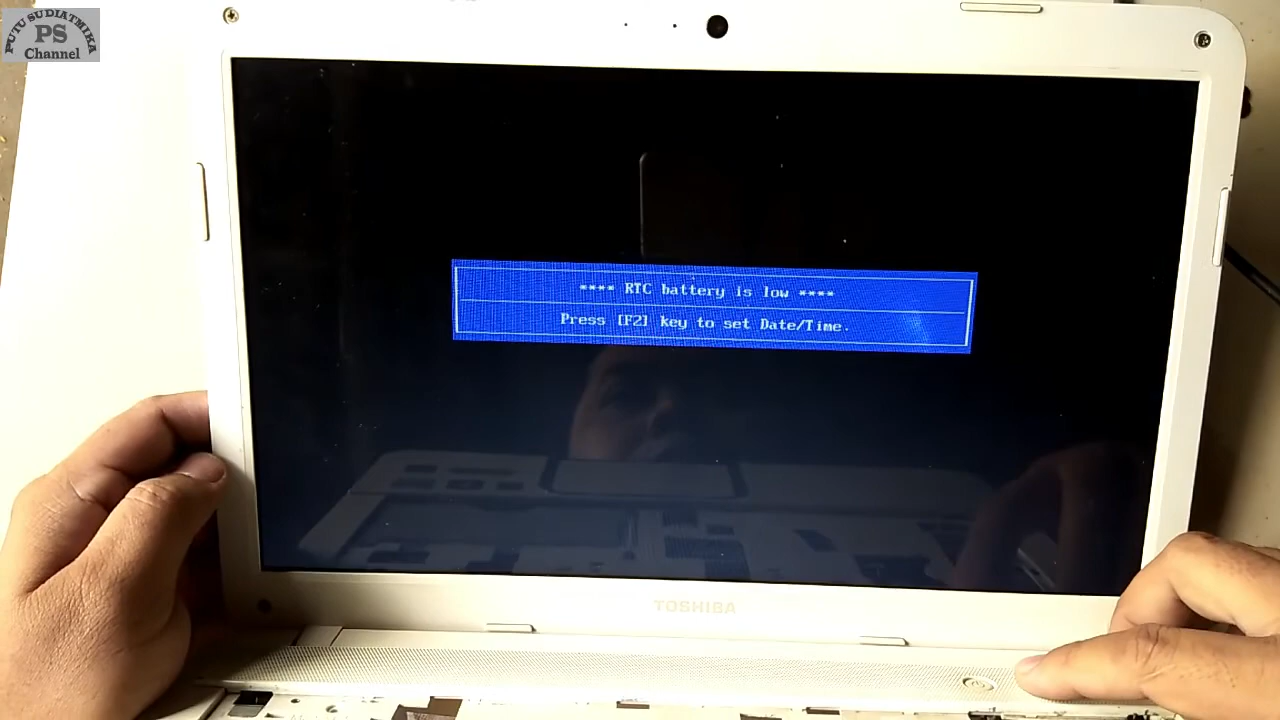 PUTU SUDIATMIKA
PS
Channel
**** RTC battery is low ****
Press [F2] key to set Date/Time.
TOSHIBA